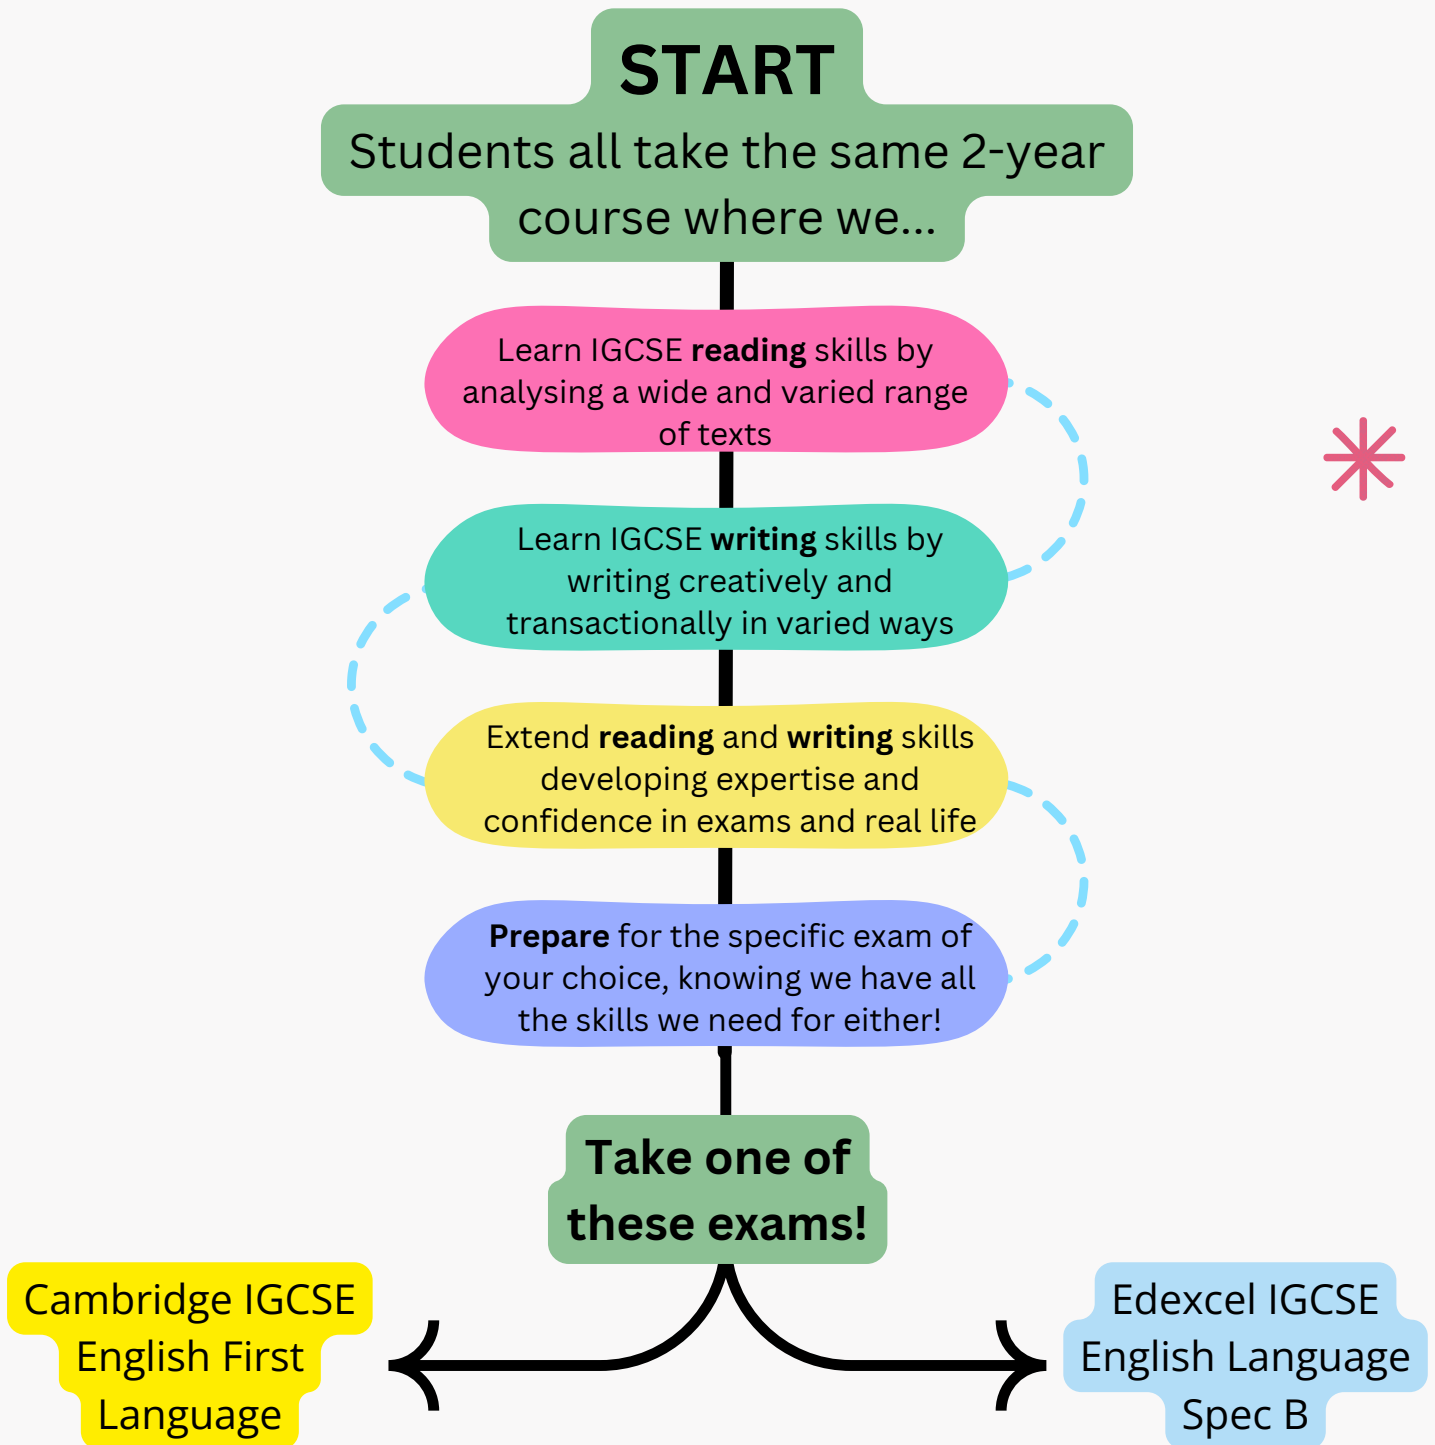 START
Students all take the same 2-year
course where we...
Learn IGCSE reading skills by
analysing a wide and varied range
of texts
Learn IGCSE writing skills by
writing creatively and
transactionally in varied ways
Extend reading and writing skills
developing expertise and
confidence in exams and real life
Prepare for the specific exam of
your choice, knowing we have all
the skills we need for either!
Take one of
these exams!
Cambridge IGCSE
English First
Language
Edexcel IGCSE
English Language
Spec B